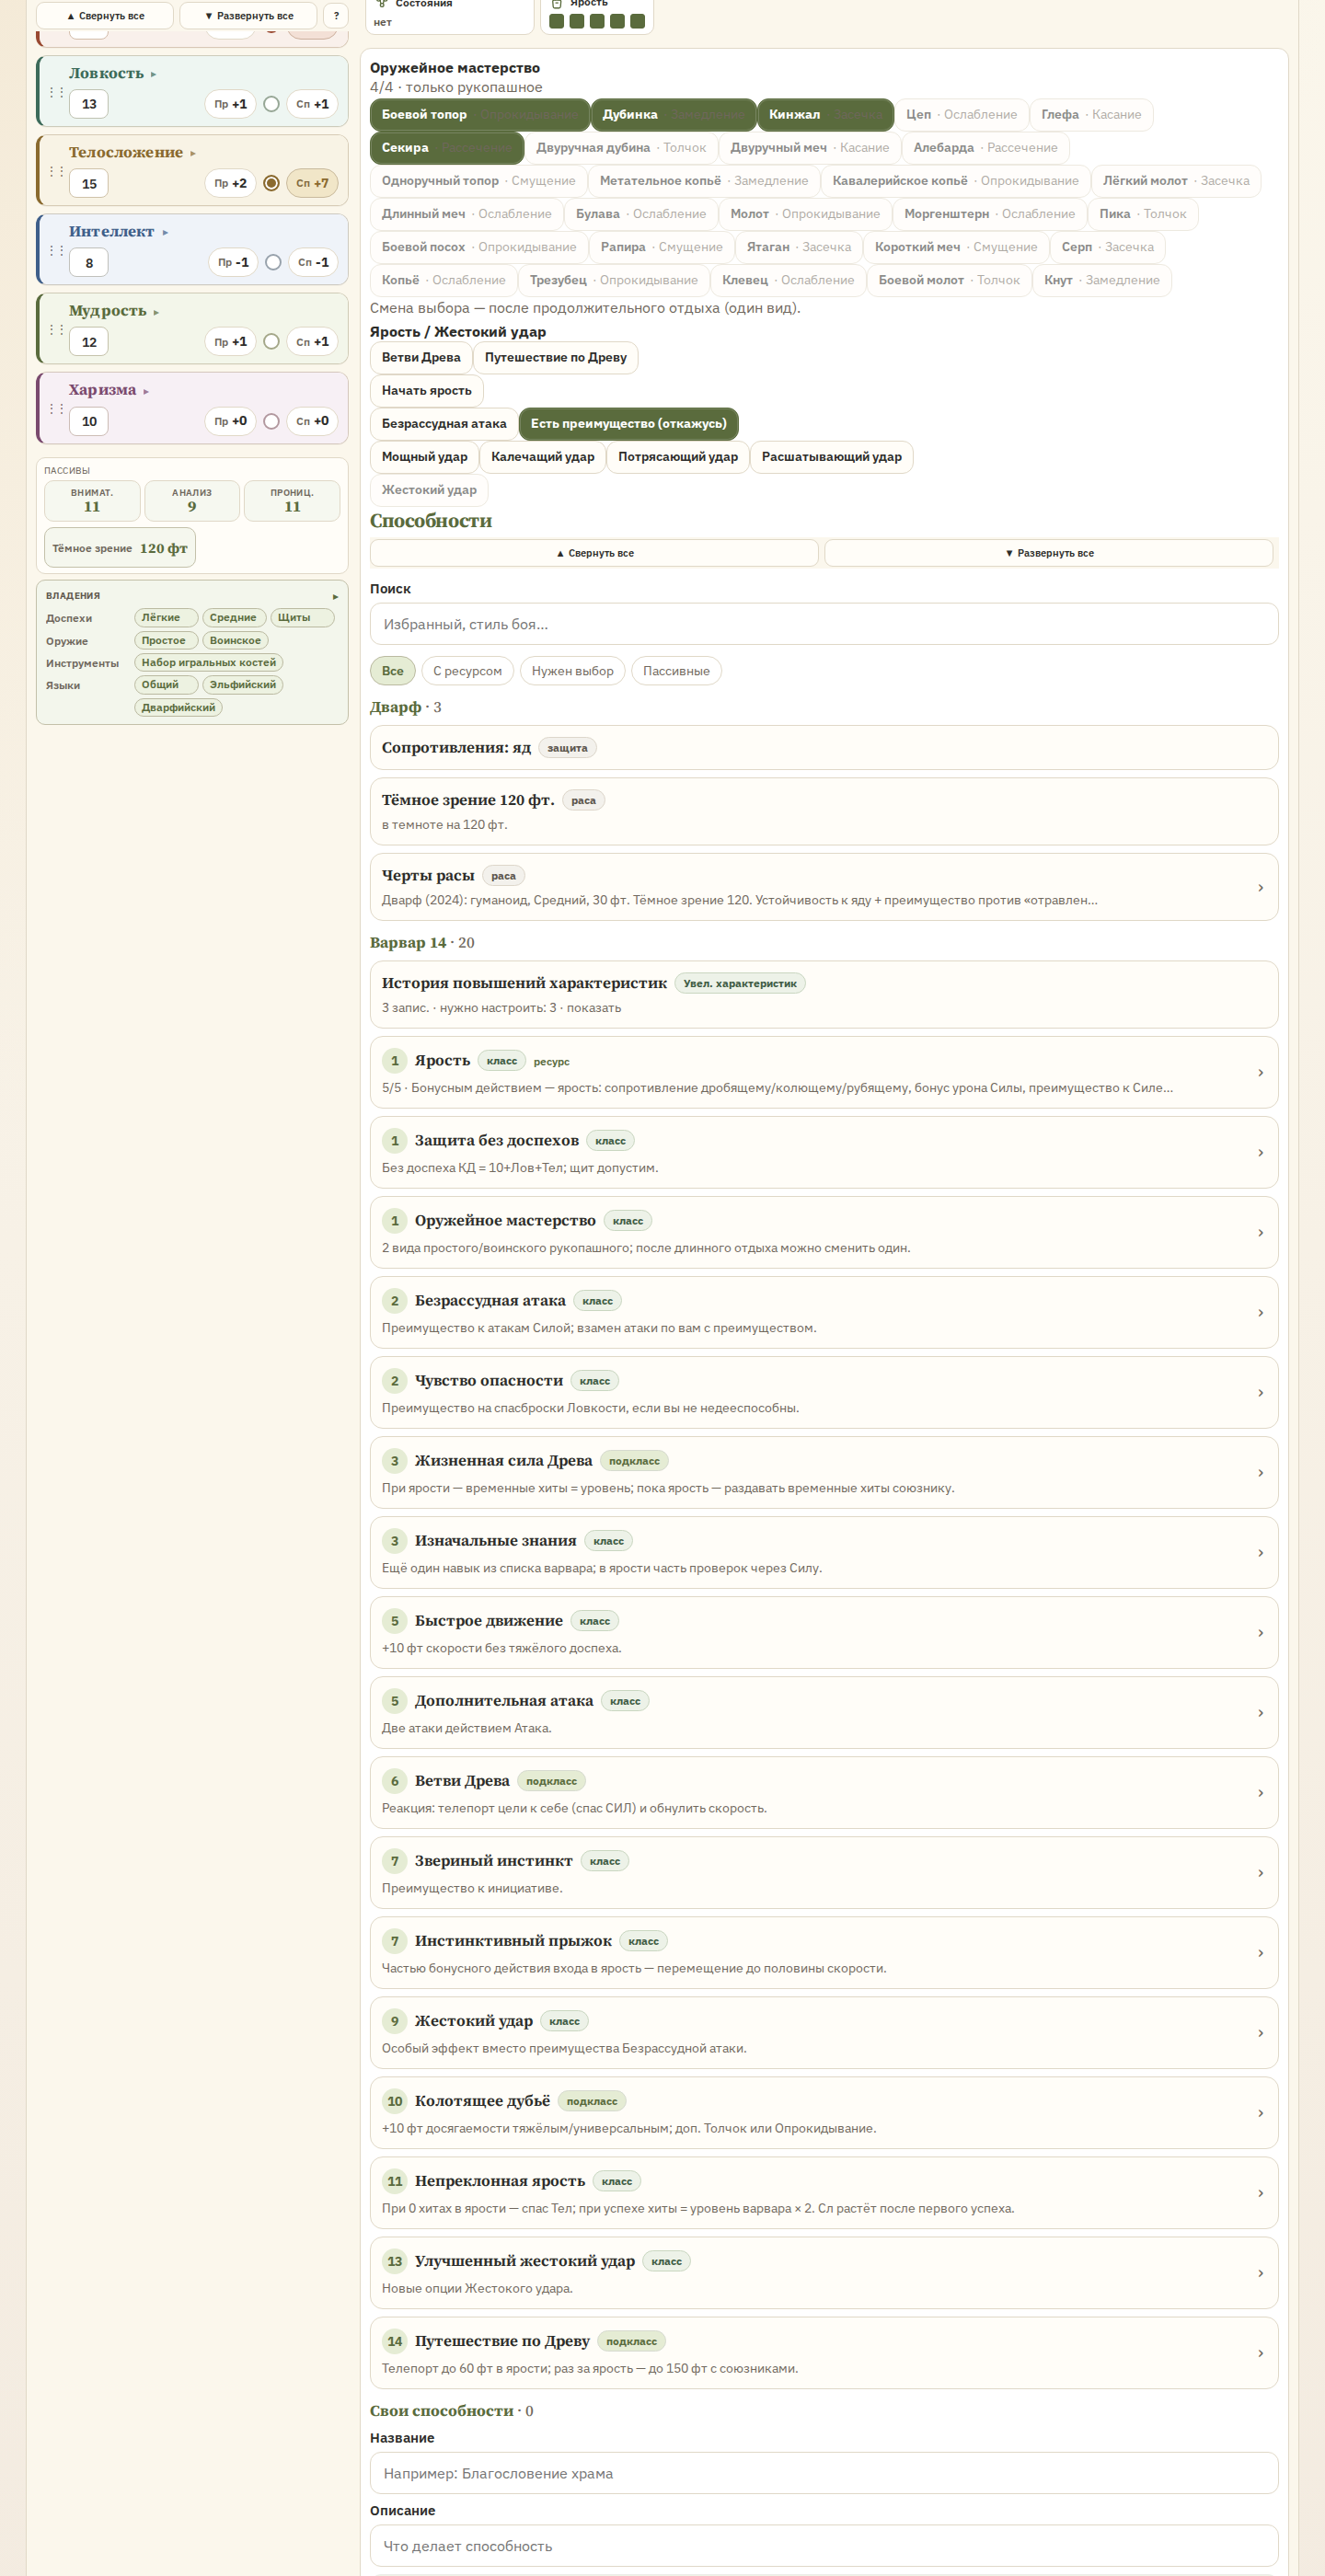 ▲ Свернуть все
▼ Развернуть все
?
Состояния
нет
Ярость
Ловкость ▸
13
Пр +1
Сп +1
Телосложение ▸
15
Пр +2
Сп +7
Интеллект ▸
8
Пр -1
Сп -1
Мудрость ▸
12
Пр +1
Сп +1
Харизма ▸
10
Пр +0
Сп +0
ПАССИВЫ
ВНИМАТ. АНАЛИЗ ПРОНИЦ.
11 9 11
Тёмное зрение 120 фт
ВЛАДЕНИЯ ▸
Доспехи Лёгкие Средние Щиты
Оружие Простое Воинское
Инструменты Набор игральных костей
Языки Общий Эльфийский
Дварфийский
Оружейное мастерство
4/4 · только рукопашное
Боевой топор · Опрокидывание Дубинка · Замедление Кинжал · Засечка Цеп · Ослабление Глефа · Касание
Секира · Рассечение Двуручная дубина · Толчок Двуручный меч · Касание Алебарда · Рассечение
Одноручный топор · Смущение Метательное копьё · Замедление Кавалерийское копьё · Опрокидывание Лёгкий молот · Засечка
Длинный меч · Ослабление Булава · Ослабление Молот · Опрокидывание Моргенштерн · Ослабление Пика · Толчок
Боевой посох · Опрокидывание Рапира · Смущение Ятаган · Засечка Короткий меч · Смущение Серп · Засечка
Копьё · Ослабление Трезубец · Опрокидывание Клевец · Ослабление Боевой молот · Толчок Кнут · Замедление
Смена выбора — после продолжительного отдыха (один вид).
Ярость / Жестокий удар
Ветви Древа Путешествие по Древу
Начать ярость
Безрассудная атака Есть преимущество (откажусь)
Мощный удар Калечащий удар Потрясающий удар Расшатывающий удар
Жестокий удар
Способности
▲ Свернуть все ▼ Развернуть все
Поиск
Избранный, стиль боя…
Все С ресурсом Нужен выбор Пассивные
Дварф · 3
Сопротивления: яд защита
Тёмное зрение 120 фт. раса
в темноте на 120 фт.
Черты расы раса
Дварф (2024): гуманоид, Средний, 30 фт. Тёмное зрение 120. Устойчивость к яду + преимущество против «отравлен…
Варвар 14 · 20
История повышений характеристик Увел. характеристик
3 запис. · нужно настроить: 3 · показать
1 Ярость класс ресурс
5/5 · Бонусным действием — ярость: сопротивление дробящему/колющему/рубящему, бонус урона Силы, преимущество к Силе…
1 Защита без доспехов класс
Без доспеха КД = 10+Лов+Тел; щит допустим.
1 Оружейное мастерство класс
2 вида простого/воинского рукопашного; после длинного отдыха можно сменить один.
2 Безрассудная атака класс
Преимущество к атакам Силой; взамен атаки по вам с преимуществом.
2 Чувство опасности класс
Преимущество на спасброски Ловкости, если вы не недееспособны.
3 Жизненная сила Древа подкласс
При ярости — временные хиты = уровень; пока ярость — раздавать временные хиты союзнику.
3 Изначальные знания класс
Ещё один навык из списка варвара; в ярости часть проверок через Силу.
5 Быстрое движение класс
+10 фт скорости без тяжёлого доспеха.
5 Дополнительная атака класс
Две атаки действием Атака.
6 Ветви Древа подкласс
Реакция: телепорт цели к себе (спас СИЛ) и обнулить скорость.
7 Звериный инстинкт класс
Преимущество к инициативе.
7 Инстинктивный прыжок класс
Частью бонусного действия входа в ярость — перемещение до половины скорости.
9 Жестокий удар класс
Особый эффект вместо преимущества Безрассудной атаки.
10 Колотящее дубьё подкласс
+10 фт досягаемости тяжёлым/универсальным; доп. Толчок или Опрокидывание.
11 Непреклонная ярость класс
При 0 хитах в ярости — спас Тел; при успехе хиты = уровень варвара × 2. Сл растёт после первого успеха.
13 Улучшенный жестокий удар класс
Новые опции Жестокого удара.
14 Путешествие по Древу подкласс
Телепорт до 60 фт в ярости; раз за ярость — до 150 фт с союзниками.
Свои способности · 0
Название
Например: Благословение храма
Описание
Что делает способность